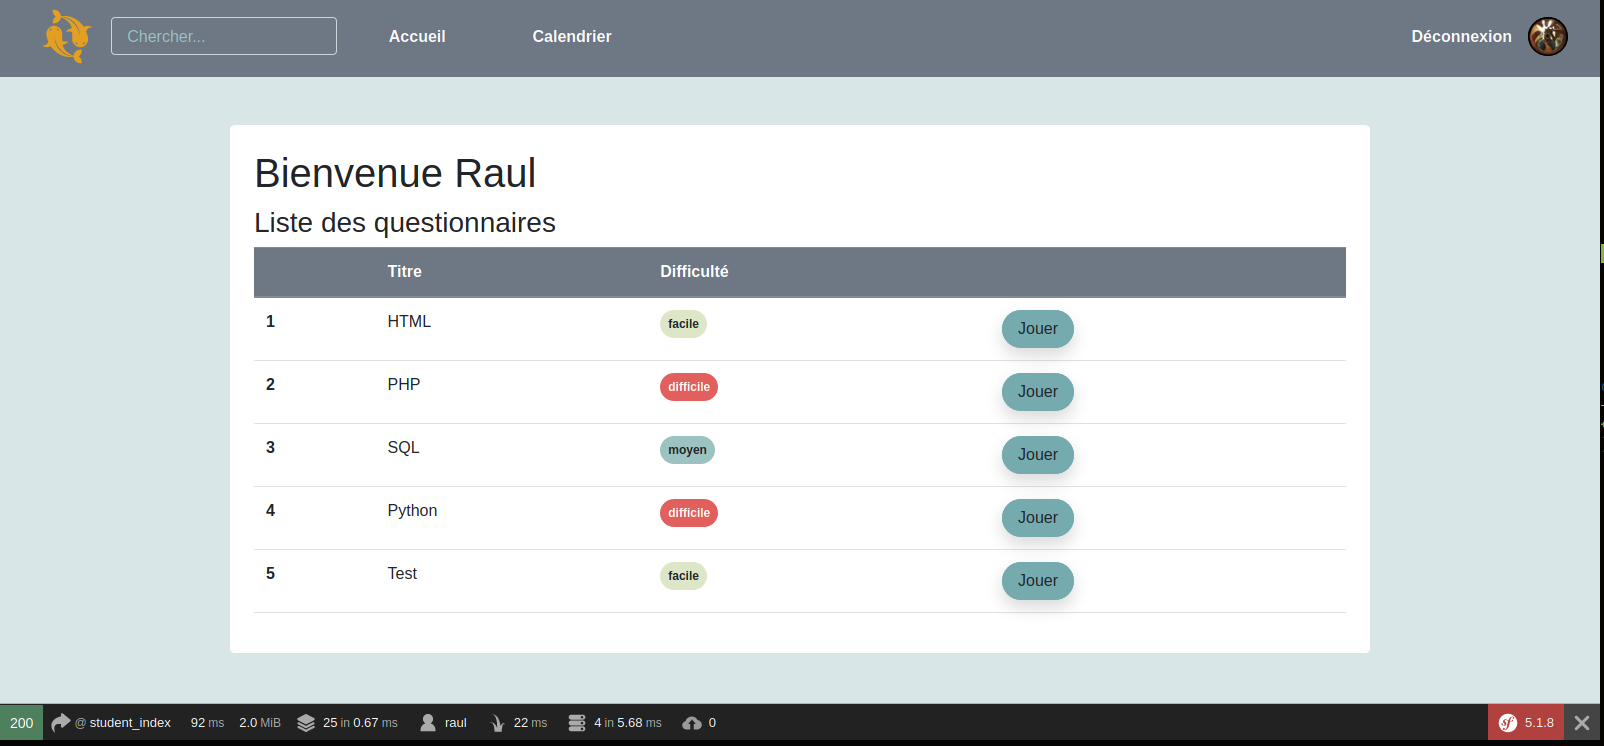 Chercher... Accueil Calendrier Déconnexion
Bienvenue Raul
Liste des questionnaires
Titre Difficulté
1 HTML facile Jouer
2 PHP difficile Jouer
3 SQL moyen Jouer
4 Python difficile Jouer
5 Test facile Jouer
200 @ student_index 92 ms 2.0 MiB 25 in 0.67 ms raul 22 ms 4 in 5.68 ms 0 sf 5.1.8